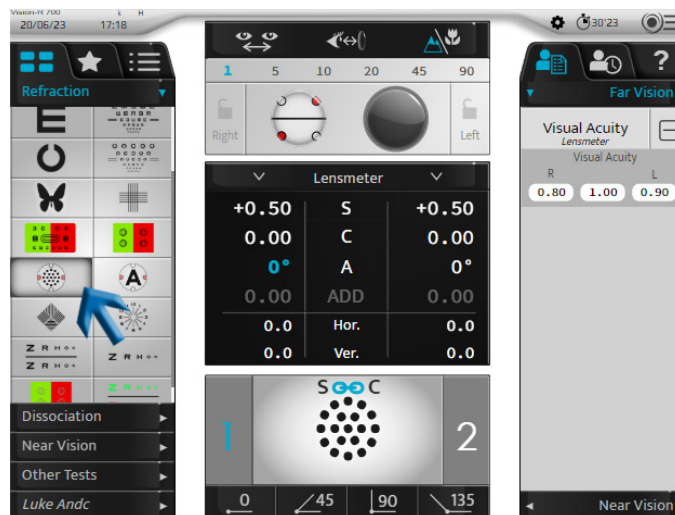 Vision-R 700
k H
20/06/23 17:18
30'23
Refraction
Far Vision
1 5 10 20 45 90
Right Left
Visual Acuity
Lensmeter
Visual Acuity
R L
0.80 1.00 0.90
E
A
Z R H O K
Z R H O K
Z R H O K
Lensmeter
+0.50 S +0.50
0.00 C 0.00
0° A 0°
0.00 ADD 0.00
0.0 Hor. 0.0
0.0 Ver. 0.0
S C
1 2
0 45 90 135
Dissociation
Near Vision
Other Tests
Luke Andc
Near Vision
?